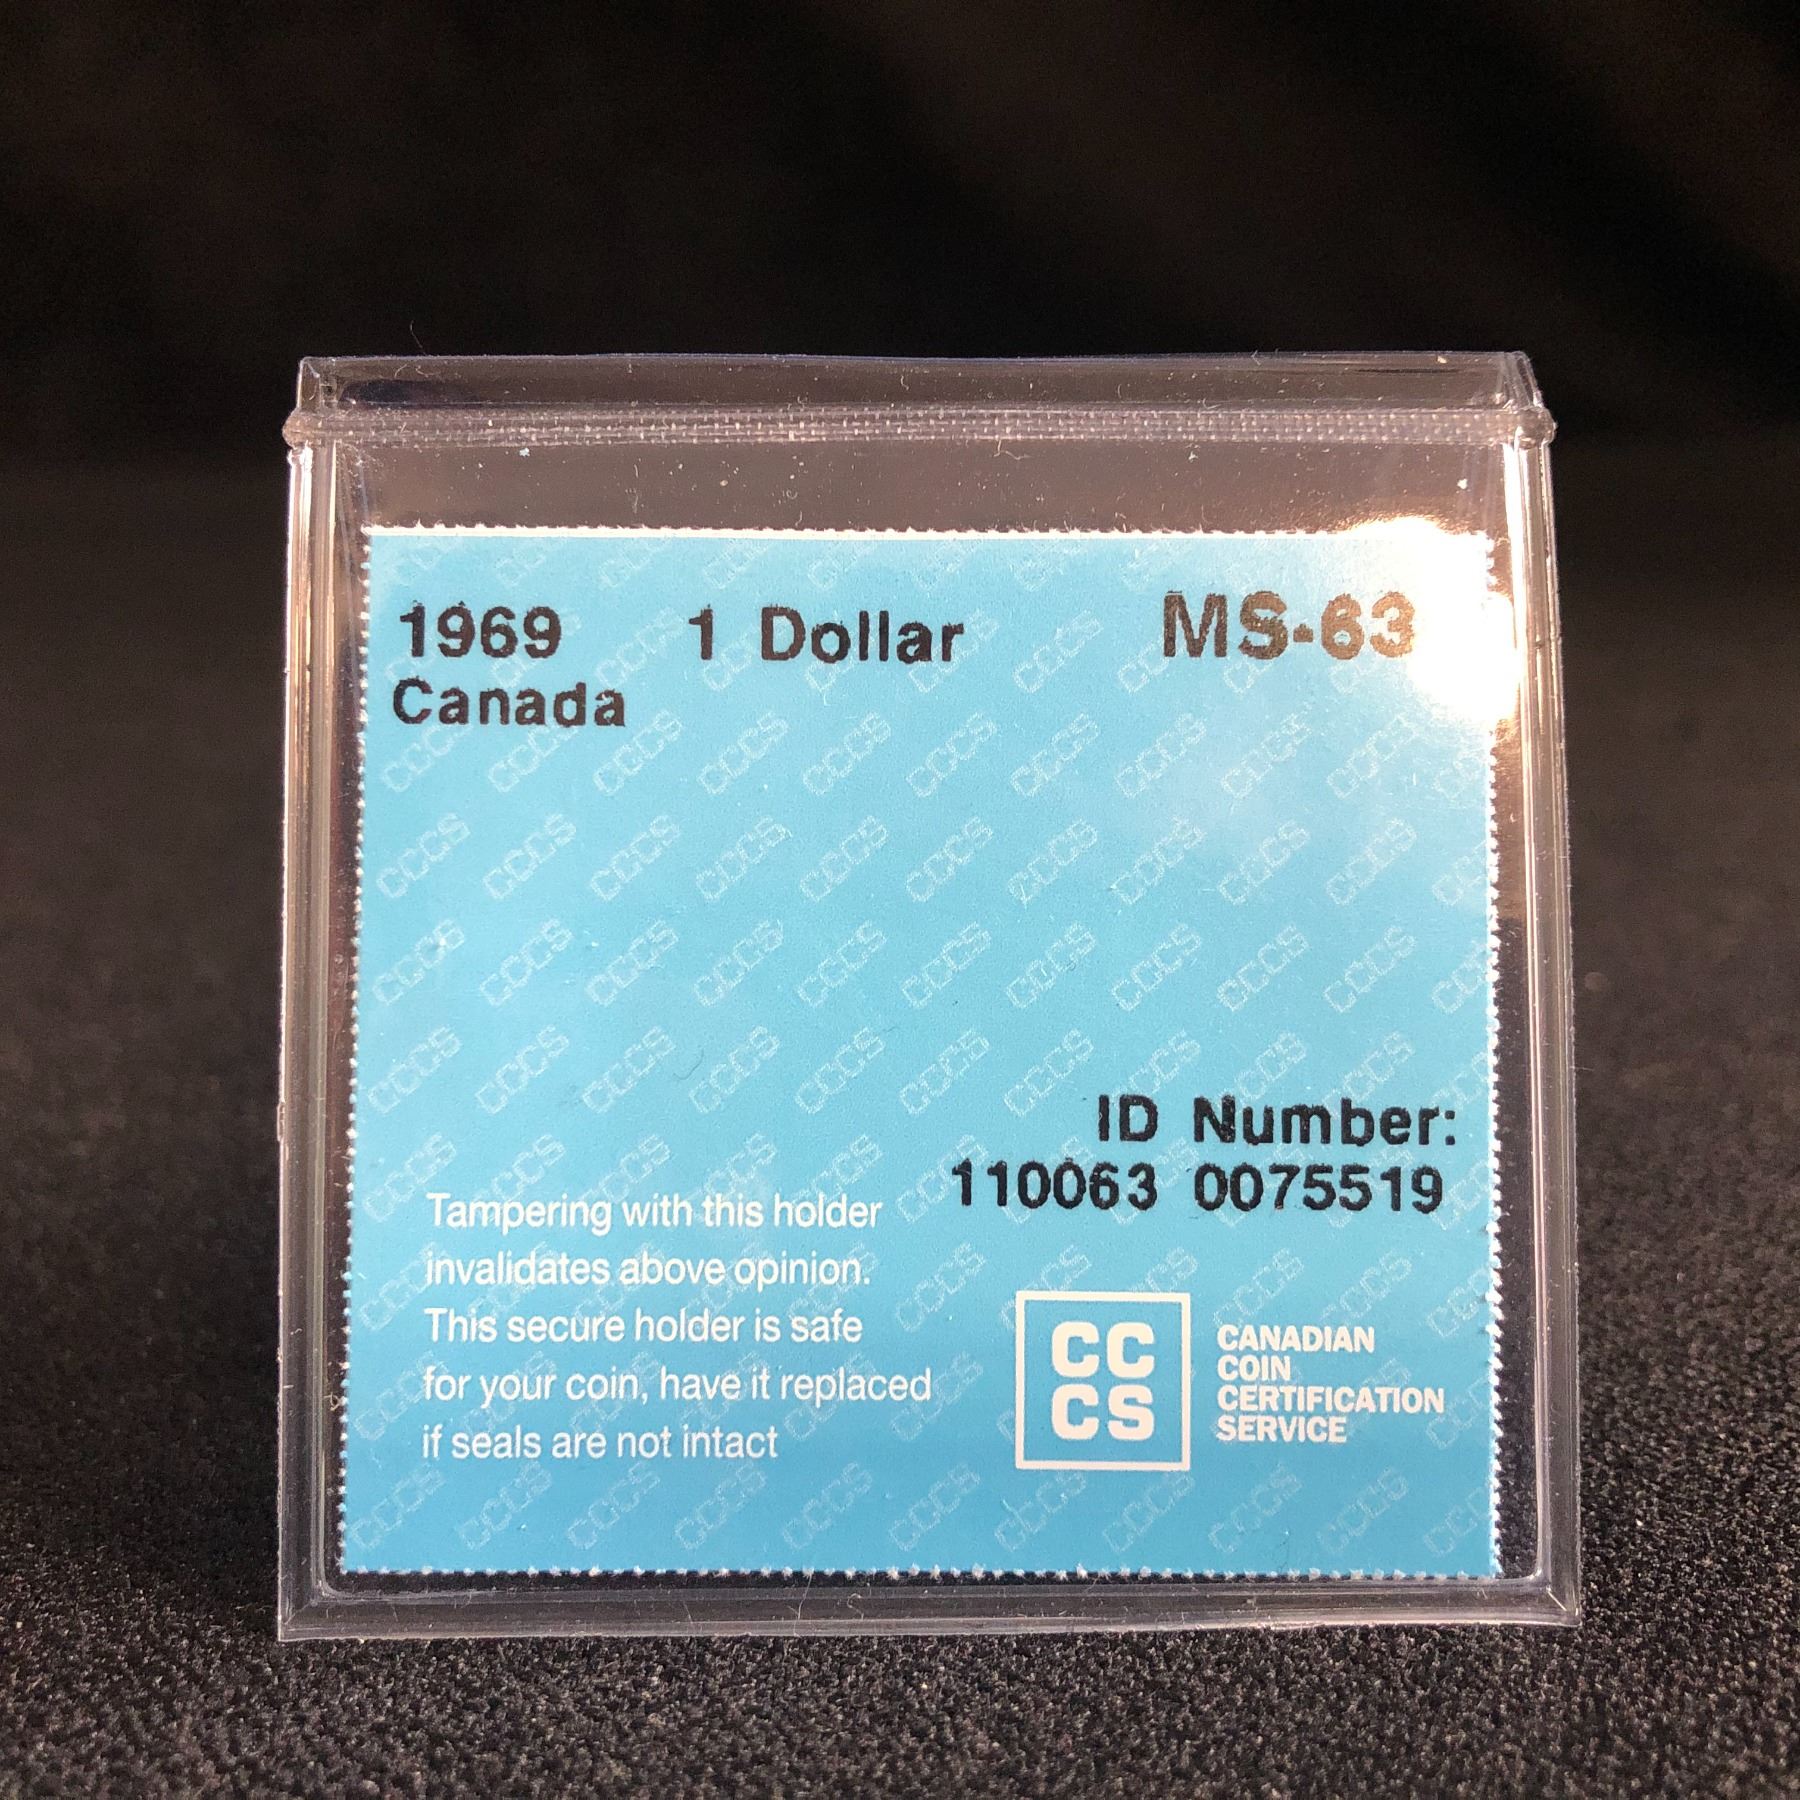 1969 1 Dollar MS-63
Canada
ID Number:
110063 0075519
Tampering with this holder
invalidates above opinion.
This secure holder is safe
for your coin, have it replaced
if seals are not intact
CC
CS
CANADIAN
COIN
CERTIFICATION
SERVICE